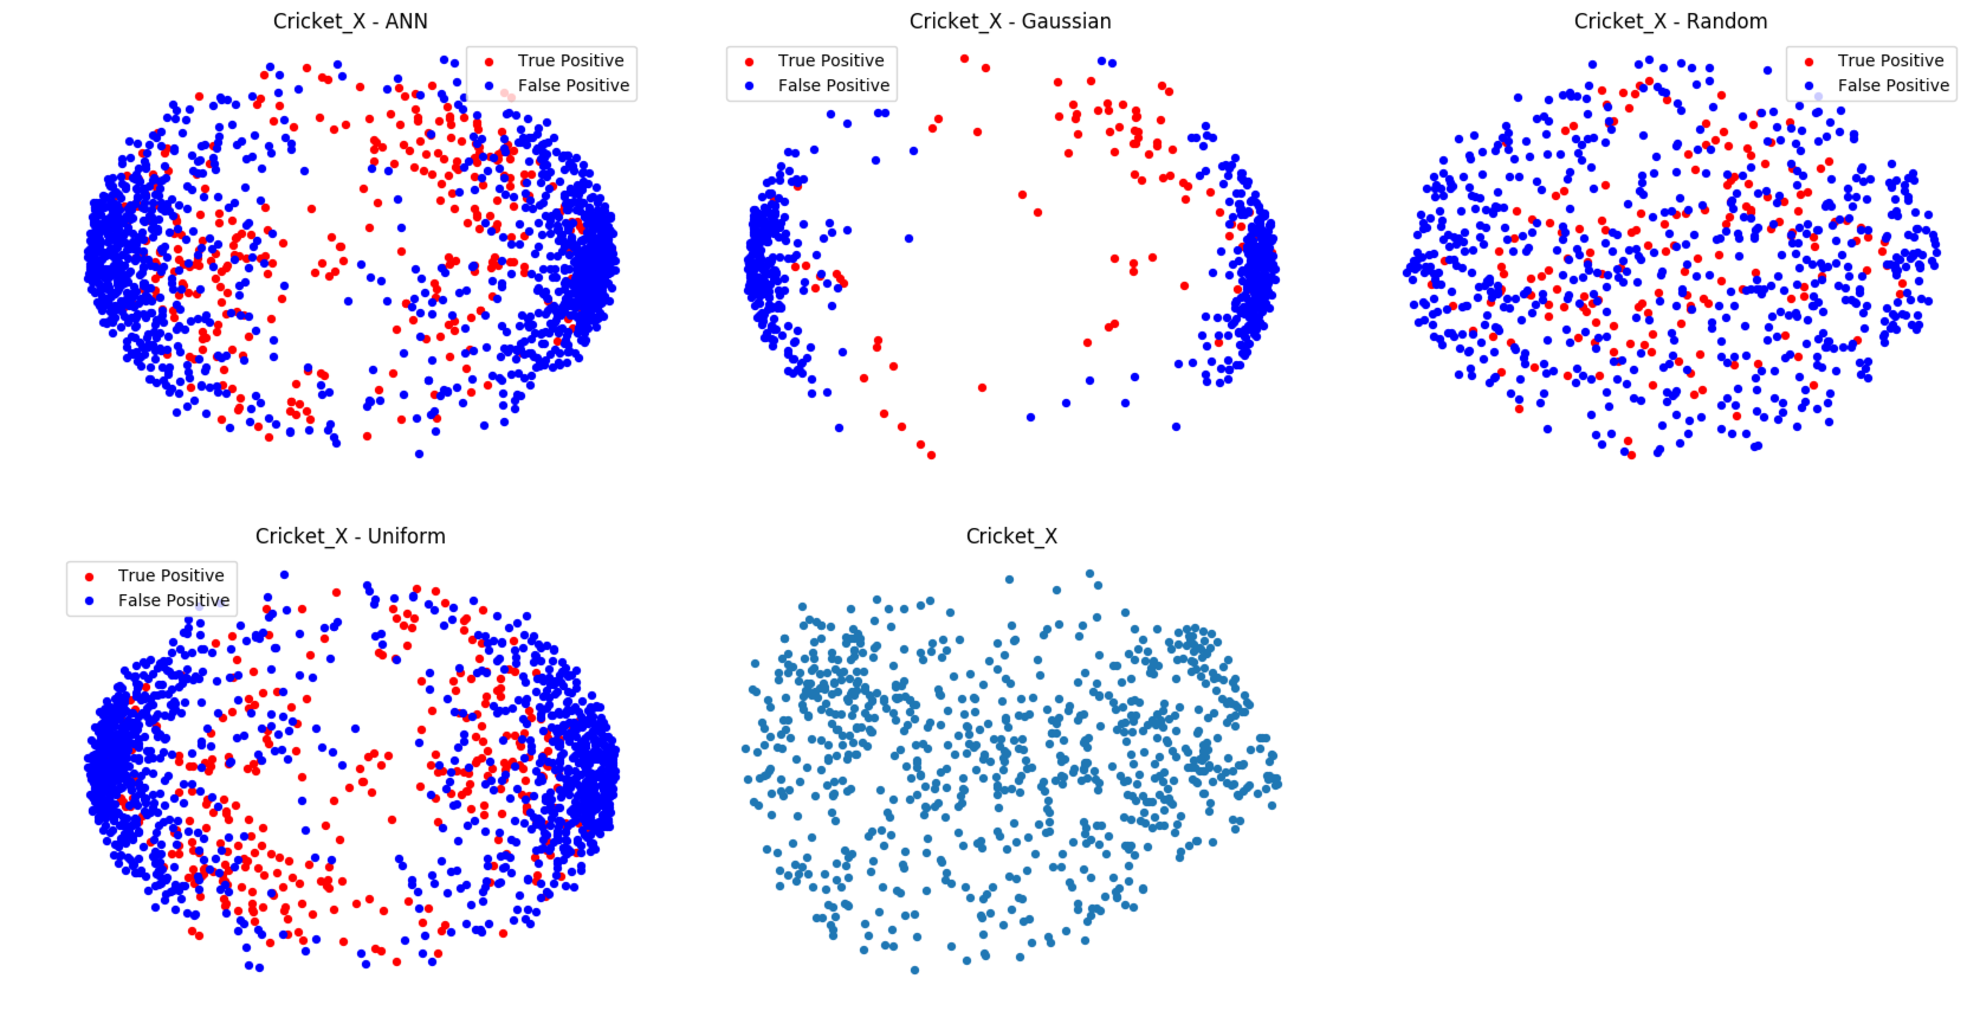 Cricket_X - ANN
True Positive
False Positive
Cricket_X - Gaussian
True Positive
False Positive
Cricket_X - Random
True Positive
False Positive
Cricket_X - Uniform
True Positive
False Positive
Cricket_X